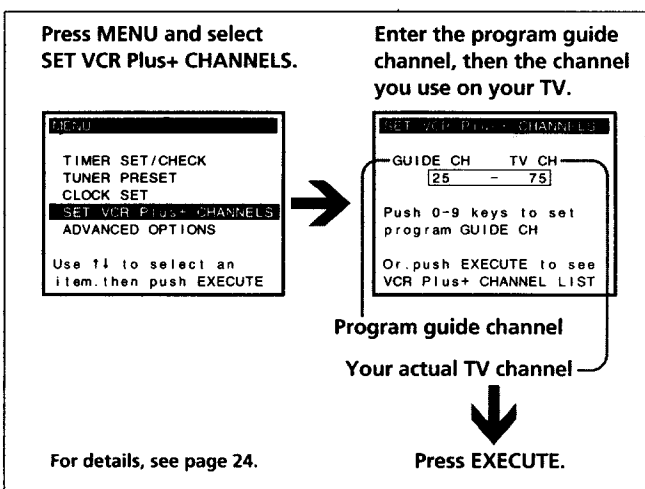 Press MENU and select
SET VCR Plus+ CHANNELS.
MENU
TIMER SET/CHECK
TUNER PRESET
CLOCK SET
SET VCR Plus+ CHANNELS
ADVANCED OPTIONS
Use ↑↓ to select an
item.then push EXECUTE
Enter the program guide
channel, then the channel
you use on your TV.
SET VCR Plus+ CHANNELS
GUIDE CH TV CH
25 – 75
Push 0-9 keys to set
program GUIDE CH
Or.push EXECUTE to see
VCR Plus+ CHANNEL LIST
Program guide channel
Your actual TV channel
For details, see page 24.
Press EXECUTE.